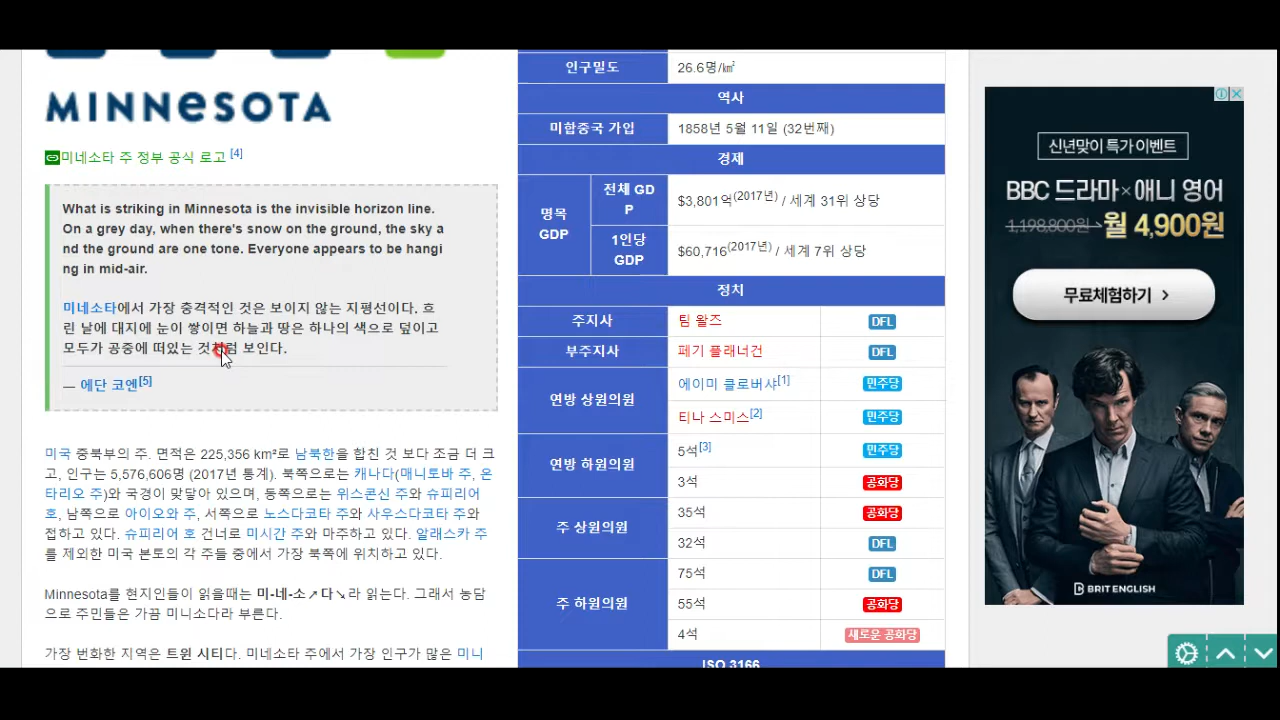 MINNESOTA
미네소타 주 정부 공식 로고 [4]
What is striking in Minnesota is the invisible horizon line.
On a grey day, when there's snow on the ground, the sky a
nd the ground are one tone. Everyone appears to be hangi
ng in mid-air.
미네소타에서 가장 충격적인 것은 보이지 않는 지평선이다. 흐
린 날에 대지에 눈이 쌓이면 하늘과 땅은 하나의 색으로 덮이고
모두가 공중에 떠있는 것처럼 보인다.
— 에단 코엔[5]
미국 중북부의 주. 면적은 225,356 km²로 남북한을 합친 것 보다 조금 더 크
고, 인구는 5,576,606명 (2017년 통계). 북쪽으로는 캐나다(매니토바 주, 온
타리오 주)와 국경이 맞닿아 있으며, 동쪽으로는 위스콘신 주와 슈피리어
호, 남쪽으로 아이오와 주, 서쪽으로 노스다코타 주와 사우스다코타 주와
접하고 있다. 슈피리어 호 건너로 미시간 주와 마주하고 있다. 알래스카 주
를 제외한 미국 본토의 각 주들 중에서 가장 북쪽에 위치하고 있다.
Minnesota를 현지인들이 읽을때는 미-네-소↗다↘라 읽는다. 그래서 농담
으로 주민들은 가끔 미니소다라 부른다.
가장 번화한 지역은 트윈 시티다. 미네소타 주에서 가장 인구가 많은 미니
인구밀도 26.6명/㎢
역사
미합중국 가입 1858년 5월 11일 (32번째)
경제
명목
GDP
전체 GD
P
$3,801억(2017년) / 세계 31위 상당
1인당
GDP
$60,716(2017년) / 세계 7위 상당
정치
주지사 팀 왈즈 DFL
부주지사 페기 플래너건 DFL
연방 상원의원 에이미 클로버샤[1] 민주당
티나 스미스[2] 민주당
연방 하원의원 5석[3] 민주당
3석 공화당
주 상원의원 35석 공화당
32석 DFL
주 하원의원 75석 DFL
55석 공화당
4석 새로운 공화당
ISO 3166
신년맞이 특가 이벤트
BBC 드라마×애니 영어
1,198,800원 월 4,900원
무료체험하기 >
BRIT ENGLISH